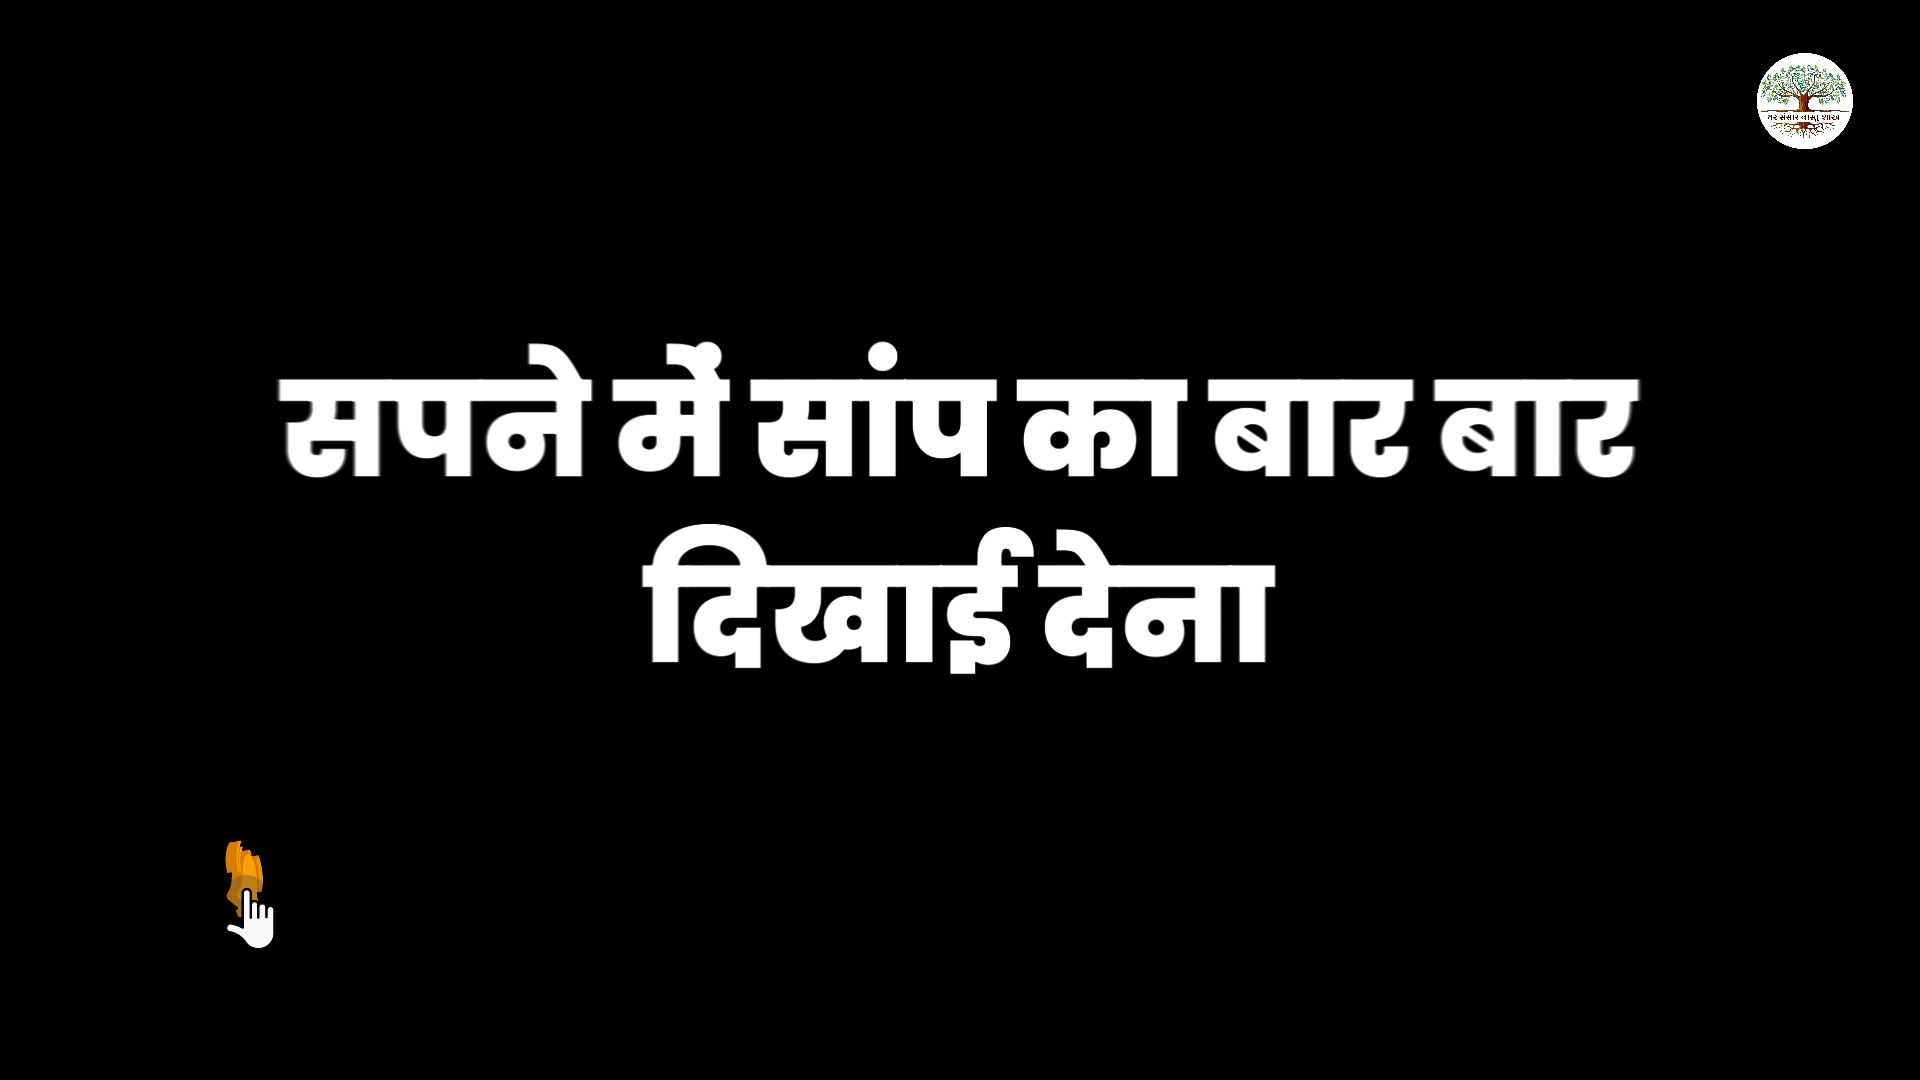 सपने में सांप का बार बार
दिखाई देना
संसार वास्तु शास्त्र